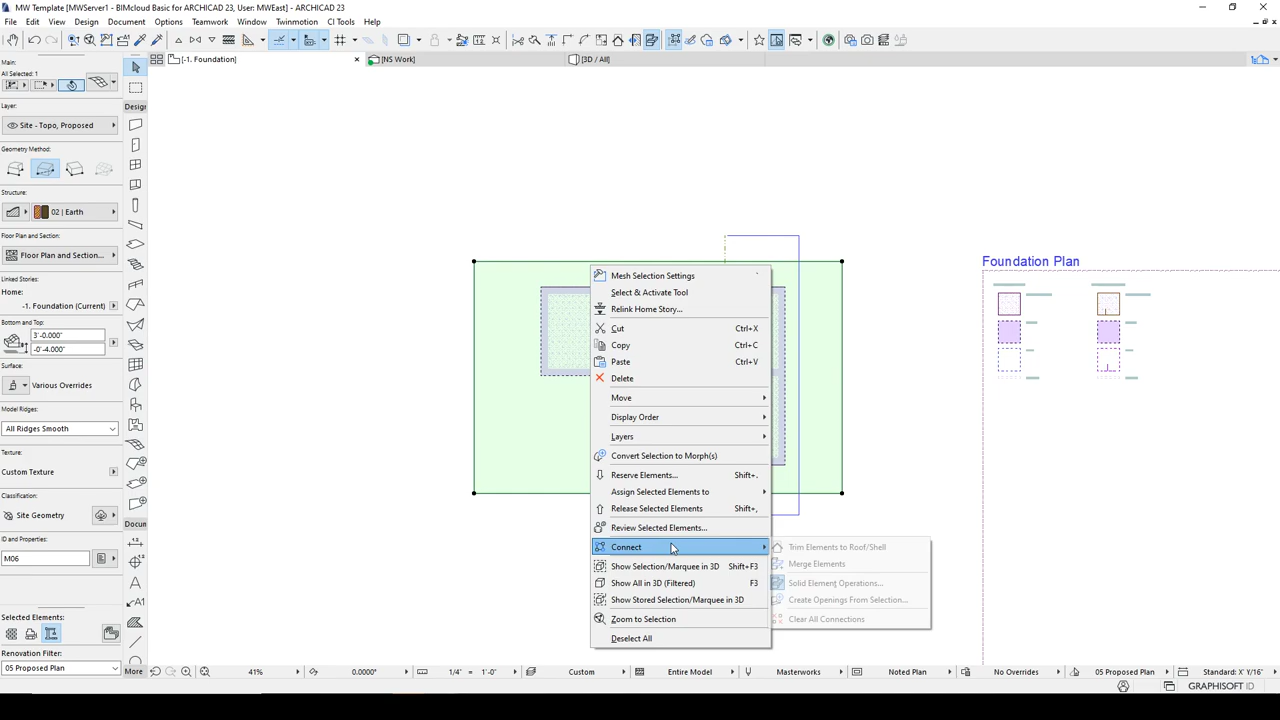 MW Template [MWServer1 - BIMcloud Basic for ARCHICAD 23, User: MWEast] - ARCHICAD 23
File Edit View Design Document Options Teamwork Window Twinmotion CI Tools Help
[-1. Foundation]
[NS Work]
[3D / All]
Main:
All Selected: 1
Layer:
Site - Topo, Proposed
Geometry Method:
Structure:
02 | Earth
Floor Plan and Section:
Floor Plan and Section...
Linked Stories:
Home:
-1. Foundation (Current)
Bottom and Top:
3'-0.000"
-0'-4.000"
Surface:
Various Overrides
Model Ridges:
All Ridges Smooth
Texture:
Custom Texture
Classification:
Site Geometry
ID and Properties:
M06
Selected Elements:
Renovation Filter:
05 Proposed Plan
Design
Docun
More
Mesh Selection Settings
Select & Activate Tool
Relink Home Story...
Cut Ctrl+X
Copy Ctrl+C
Paste Ctrl+V
Delete
Move
Display Order
Layers
Convert Selection to Morph(s)
Reserve Elements... Shift+.
Assign Selected Elements to
Release Selected Elements Shift+,
Review Selected Elements...
Connect
Show Selection/Marquee in 3D Shift+F3
Show All in 3D (Filtered) F3
Show Stored Selection/Marquee in 3D
Zoom to Selection
Deselect All
Trim Elements to Roof/Shell
Merge Elements
Solid Element Operations...
Create Openings From Selection...
Clear All Connections
Foundation Plan
41% 0.0000° 1/4" = 1'-0" Custom Entire Model Masterworks Noted Plan No Overrides 05 Proposed Plan Standard: X' Y/16"
GRAPHISOFT ID